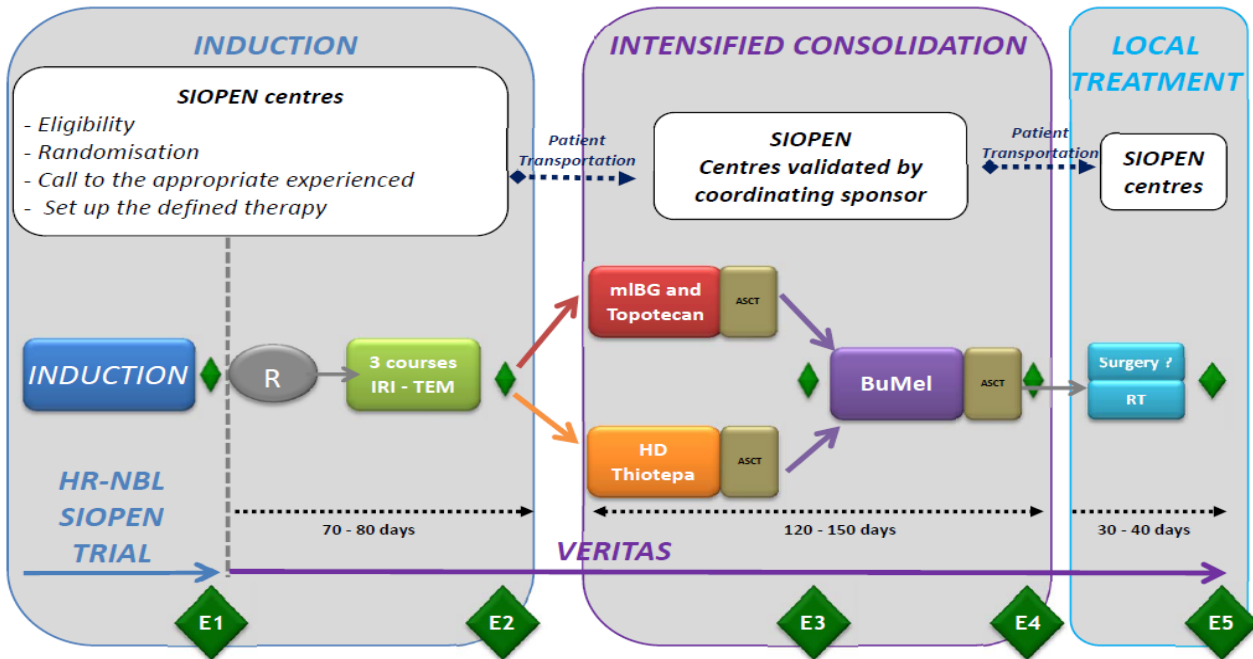 INDUCTION
SIOPEN centres
- Eligibility
- Randomisation
- Call to the appropriate experienced
- Set up the defined therapy
Patient
Transportation
INTENSIFIED CONSOLIDATION
SIOPEN
Centres validated by
coordinating sponsor
Patient
Transportation
LOCAL
TREATMENT
SIOPEN
centres
INDUCTION
R
3 courses
IRI - TEM
mIBG and
Topotecan
ASCT
HD
Thiotepa
ASCT
BuMel
ASCT
Surgery ?
RT
HR-NBL
SIOPEN
TRIAL
70 - 80 days
120 - 150 days
30 - 40 days
VERITAS
E1
E2
E3
E4
E5